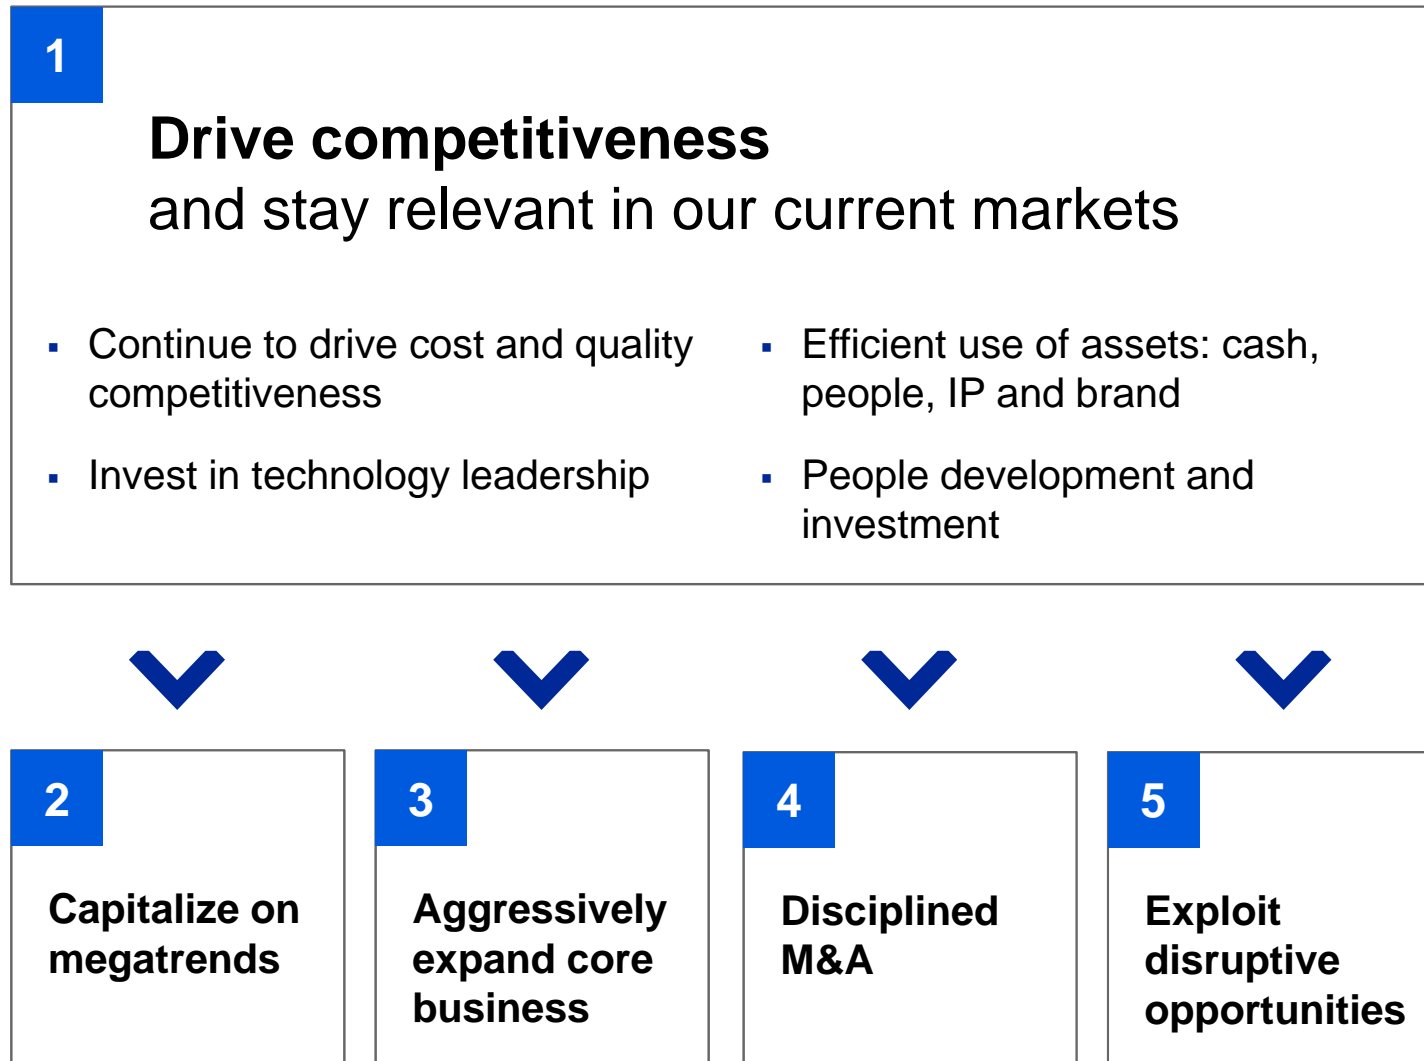 1
Drive competitiveness
and stay relevant in our current markets
▪ Continue to drive cost and quality
competitiveness
▪ Invest in technology leadership
▪ Efficient use of assets: cash,
people, IP and brand
▪ People development and
investment
2
Capitalize on
megatrends
3
Aggressively
expand core
business
4
Disciplined
M&A
5
Exploit
disruptive
opportunities